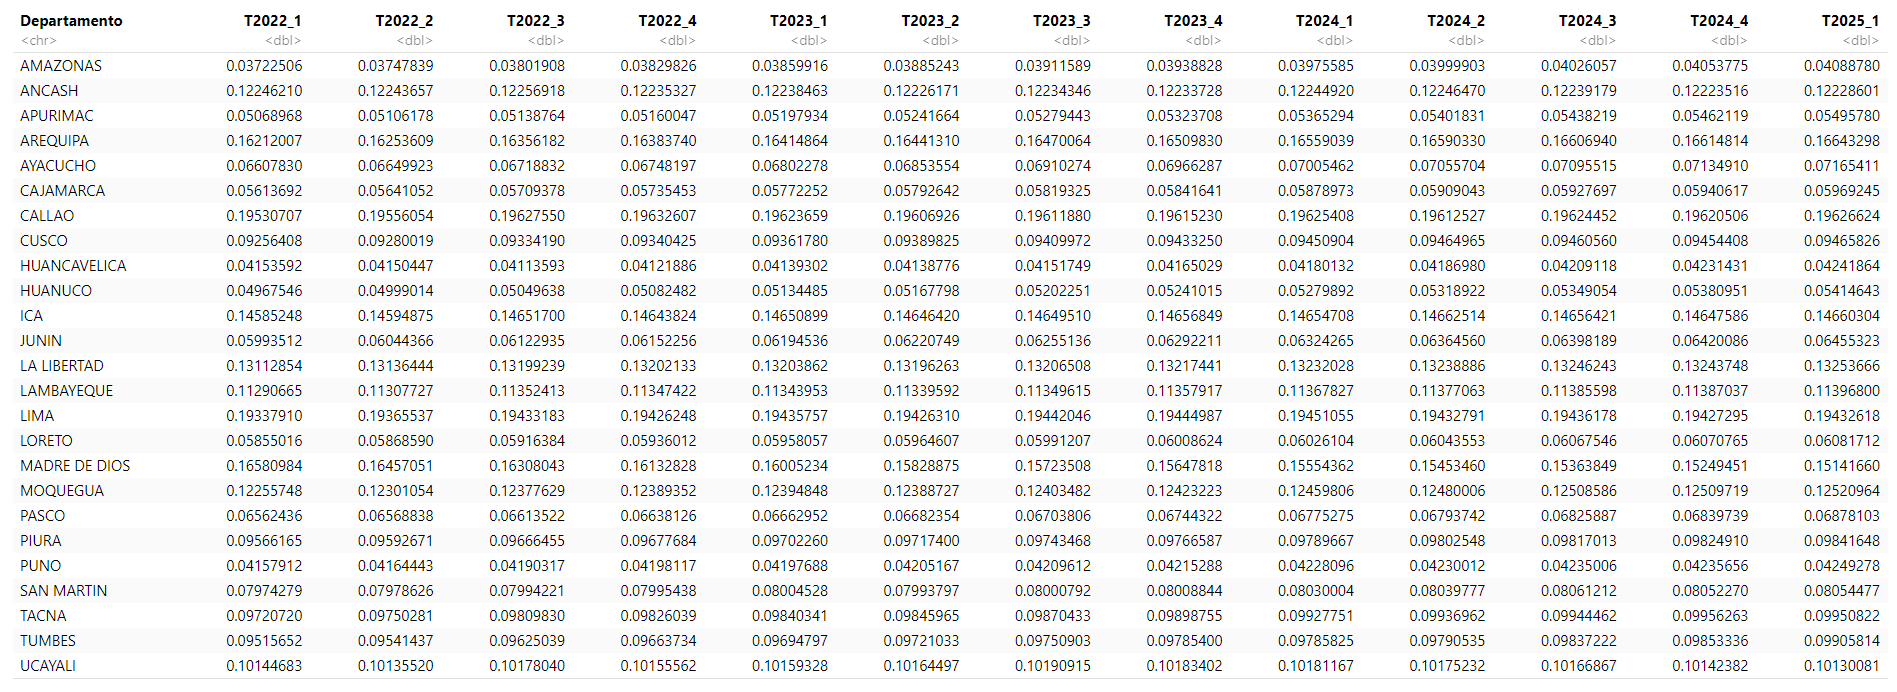 Departamento T2022_1 T2022_2 T2022_3 T2022_4 T2023_1 T2023_2 T2023_3 T2023_4 T2024_1 T2024_2 T2024_3 T2024_4 T2025_1
<chr> <dbl> <dbl> <dbl> <dbl> <dbl> <dbl> <dbl> <dbl> <dbl> <dbl> <dbl> <dbl> <dbl>
AMAZONAS 0.03722506 0.03747839 0.03801908 0.03829826 0.03859916 0.03885243 0.03911589 0.03938828 0.03975585 0.03999903 0.04026057 0.04053775 0.04088780
ANCASH 0.12246210 0.12243657 0.12256918 0.12235327 0.12238463 0.12226171 0.12234346 0.12233728 0.12244920 0.12246470 0.12239179 0.12223516 0.12228601
APURIMAC 0.05068968 0.05106178 0.05138764 0.05160047 0.05197934 0.05241664 0.05279443 0.05323708 0.05365294 0.05401831 0.05438219 0.05462119 0.05495780
AREQUIPA 0.16212007 0.16253609 0.16356182 0.16383740 0.16414864 0.16441310 0.16470064 0.16509830 0.16559039 0.16590330 0.16606940 0.16614814 0.16643298
AYACUCHO 0.06607830 0.06649923 0.06718832 0.06748197 0.06802278 0.06853554 0.06910274 0.06966287 0.07005462 0.07055704 0.07095515 0.07134910 0.07165411
CAJAMARCA 0.05613692 0.05641052 0.05709378 0.05735453 0.05772252 0.05792642 0.05819325 0.05841641 0.05878973 0.05909043 0.05927697 0.05940617 0.05969245
CALLAO 0.19530707 0.19556054 0.19627550 0.19632607 0.19623659 0.19606926 0.19611880 0.19615230 0.19625408 0.19612527 0.19624452 0.19620506 0.19626624
CUSCO 0.09256408 0.09280019 0.09334190 0.09340425 0.09361780 0.09389825 0.09409972 0.09433250 0.09450904 0.09464965 0.09460560 0.09454408 0.09465826
HUANCAVELICA 0.04153592 0.04150447 0.04113593 0.04121886 0.04139302 0.04138776 0.04151749 0.04165029 0.04180132 0.04186980 0.04209118 0.04231431 0.04241864
HUANUCO 0.04967546 0.04999014 0.05049638 0.05082482 0.05134485 0.05167798 0.05202251 0.05241015 0.05279892 0.05318922 0.05349054 0.05380951 0.05414643
ICA 0.14585248 0.14594875 0.14651700 0.14643824 0.14650899 0.14646420 0.14649510 0.14656849 0.14654708 0.14662514 0.14656421 0.14647586 0.14660304
JUNIN 0.05993512 0.06044366 0.06122935 0.06152256 0.06194536 0.06220749 0.06255136 0.06292211 0.06324265 0.06364560 0.06398189 0.06420086 0.06455323
LA LIBERTAD 0.13112854 0.13136444 0.13199239 0.13202133 0.13203862 0.13196263 0.13206508 0.13217441 0.13232028 0.13238886 0.13246243 0.13243748 0.13253666
LAMBAYEQUE 0.11290665 0.11307727 0.11352413 0.11347422 0.11343953 0.11339592 0.11349615 0.11357917 0.11367827 0.11377063 0.11385598 0.11387037 0.11396800
LIMA 0.19337910 0.19365537 0.19433183 0.19426248 0.19435757 0.19426310 0.19442046 0.19444987 0.19451055 0.19432791 0.19436178 0.19427295 0.19432618
LORETO 0.05855016 0.05868590 0.05916384 0.05936012 0.05958057 0.05964607 0.05991207 0.06008624 0.06026104 0.06043553 0.06067546 0.06070765 0.06081712
MADRE DE DIOS 0.16580984 0.16457051 0.16308043 0.16132828 0.16005234 0.15828875 0.15723508 0.15647818 0.15554362 0.15453460 0.15363849 0.15249451 0.15141660
MOQUEGUA 0.12255748 0.12301054 0.12377629 0.12389352 0.12394848 0.12388727 0.12403482 0.12423223 0.12459806 0.12480006 0.12508586 0.12509719 0.12520964
PASCO 0.06562436 0.06568838 0.06613522 0.06638126 0.06662952 0.06682354 0.06703806 0.06744322 0.06775275 0.06793742 0.06825887 0.06839739 0.06878103
PIURA 0.09566165 0.09592671 0.09666455 0.09677684 0.09702260 0.09717400 0.09743468 0.09766587 0.09789667 0.09802548 0.09817013 0.09824910 0.09841648
PUNO 0.04157912 0.04164443 0.04190317 0.04198117 0.04197688 0.04205167 0.04209612 0.04215288 0.04228096 0.04230012 0.04235006 0.04235656 0.04249278
SAN MARTIN 0.07974279 0.07978626 0.07994221 0.07995438 0.08004528 0.07993797 0.08000792 0.08008844 0.08030004 0.08039777 0.08061212 0.08052270 0.08054477
TACNA 0.09720720 0.09750281 0.09809830 0.09826039 0.09840341 0.09845965 0.09870433 0.09898755 0.09927751 0.09936962 0.09944462 0.09956263 0.09950822
TUMBES 0.09515652 0.09541437 0.09625039 0.09663734 0.09694797 0.09721033 0.09750903 0.09785400 0.09785825 0.09790535 0.09837222 0.09853336 0.09905814
UCAYALI 0.10144683 0.10135520 0.10178040 0.10155562 0.10159328 0.10164497 0.10190915 0.10183402 0.10181167 0.10175232 0.10166867 0.10142382 0.10130081